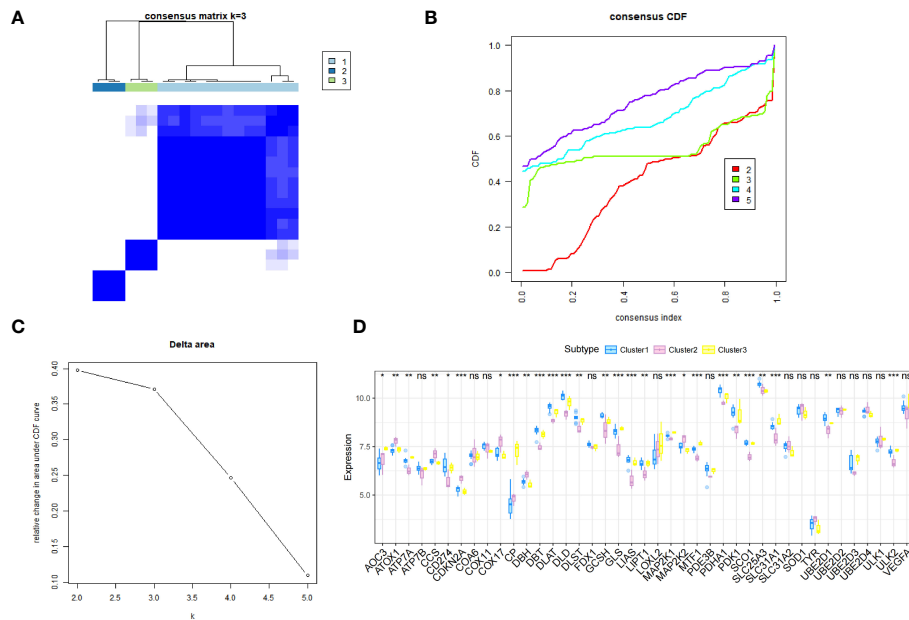 A
consensus matrix k=3
1
2
3
B
consensus CDF
CDF
1.0
0.8
0.6
0.4
0.2
0.0
2
3
4
5
0.0 0.2 0.4 0.6 0.8 1.0
consensus index
C
Delta area
relative change in area under CDF curve
0.40
0.35
0.30
0.25
0.20
0.15
0.10
2.0 2.5 3.0 3.5 4.0 4.5 5.0
k
D
Subtype Cluster1 Cluster2 Cluster3
Expression
10.0
7.5
5.0
AOC3 ATOX1 ATP7A ATP7B CCS CD274 CDKN2A COA6 COX11 COX17 CP DBH DBT DLAT DLD DLST FDX1 GCSH GLS LIAS LIPT1 LOXL2 MAP2K1 MAP2K2 MTF1 PDE3B PDHA1 PDK1 SCO1 SLC25A3 SLC31A1 SLC31A2 SOD1 TYR UBE2D1 UBE2D2 UBE2D3 UBE2D4 ULK1 ULK2 VEGFA